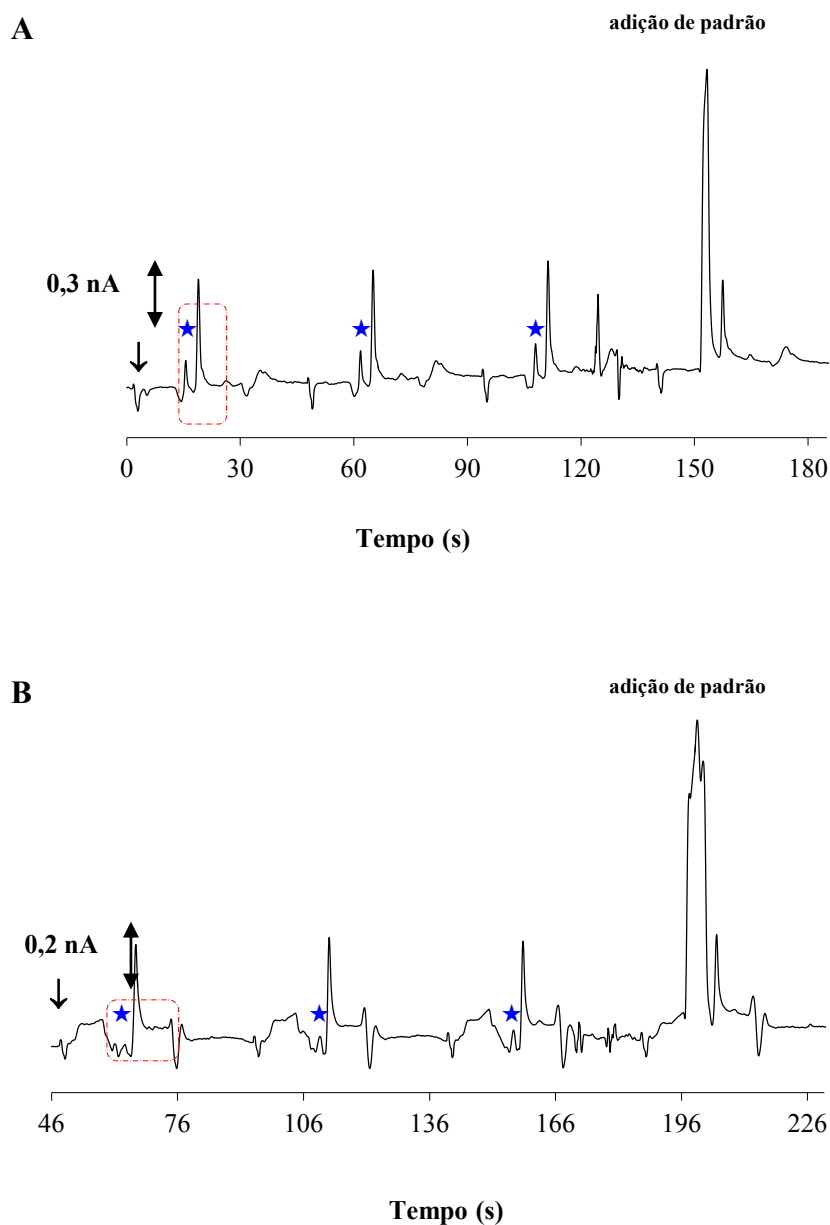 A
adição de padrão
0,3 nA
0 30 60 90 120 150 180
Tempo (s)
B
adição de padrão
0,2 nA
46 76 106 136 166 196 226
Tempo (s)